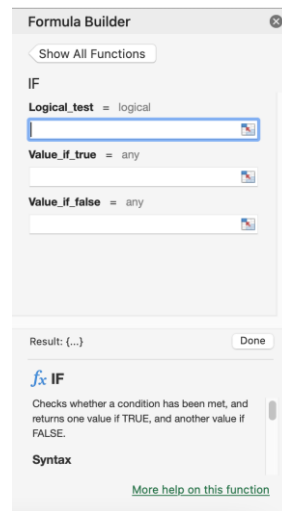 Formula Builder
Show All Functions
IF
Logical_test = logical
Value_if_true = any
Value_if_false = any
Result: {...}
Done
fx IF
Checks whether a condition has been met, and
returns one value if TRUE, and another value if
FALSE.
Syntax
More help on this function